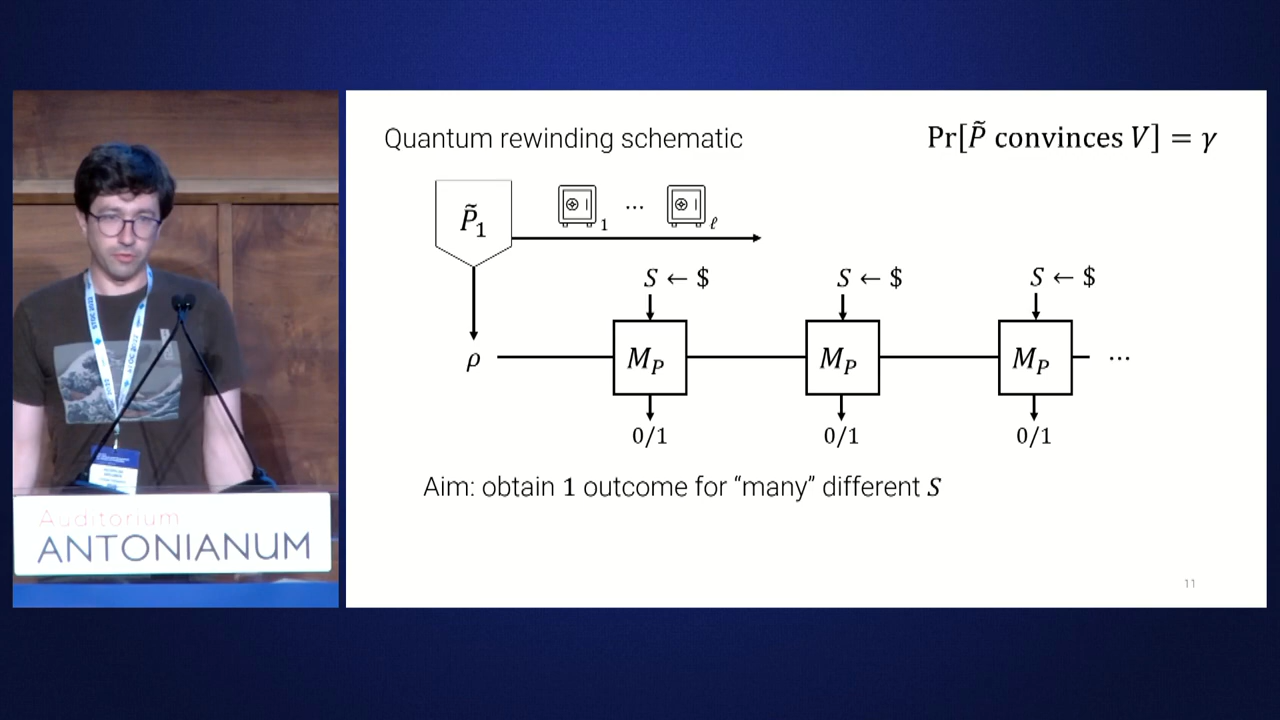 Quantum rewinding schematic
Pr[P̃ convinces V] = γ
P̃₁
1 ... ℓ
S ← $ S ← $ S ← $
ρ M_P M_P M_P ...
0/1 0/1 0/1
Aim: obtain 1 outcome for "many" different S
11
Auditorium
ANTONIANUM